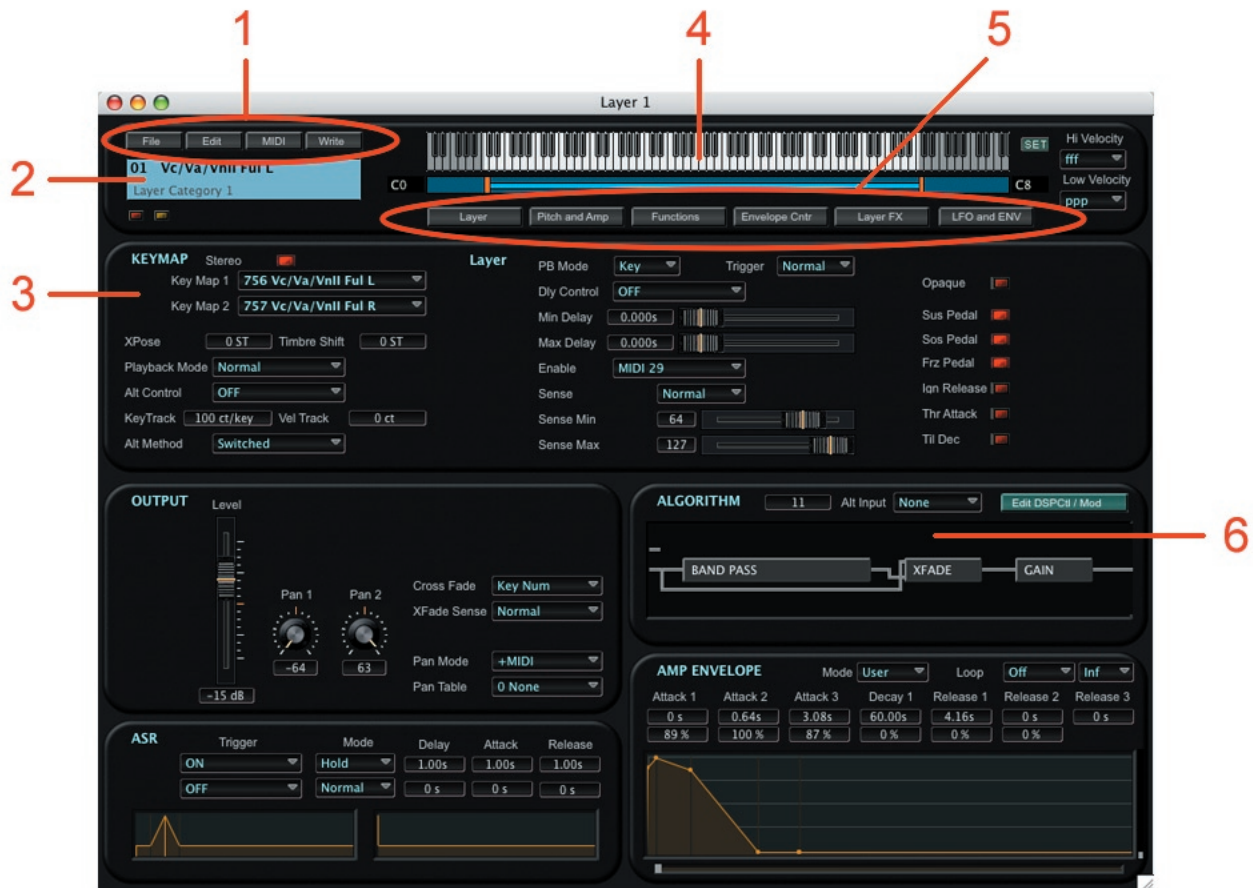 1
4
5
Layer 1
File Edit MIDI Write
SET Hi Velocity
fff
2
01 Vc/Va/VnII Ful L
Layer Category 1
C0 C8
Low Velocity
ppp
Layer Pitch and Amp Functions Envelope Cntr Layer FX LFO and ENV
3
KEYMAP Stereo
Key Map 1 756 Vc/Va/VnII Ful L
Key Map 2 757 Vc/Va/VnII Ful R
XPose 0 ST Timbre Shift 0 ST
Playback Mode Normal
Alt Control OFF
KeyTrack 100 ct/key Vel Track 0 ct
Alt Method Switched
Layer
PB Mode Key Trigger Normal
Dly Control OFF
Min Delay 0.000s
Max Delay 0.000s
Enable MIDI 29
Sense Normal
Sense Min 64
Sense Max 127
Opaque
Sus Pedal
Sos Pedal
Frz Pedal
Ign Release
Thr Attack
Til Dec
OUTPUT
Level
-15 dB
Pan 1 Pan 2
-64 63
Cross Fade Key Num
XFade Sense Normal
Pan Mode +MIDI
Pan Table 0 None
ALGORITHM 11 Alt Input None Edit DSPCtl / Mod
6
BAND PASS XFADE GAIN
ASR
Trigger Mode Delay Attack Release
ON Hold 1.00s 1.00s 1.00s
OFF Normal 0 s 0 s 0 s
AMP ENVELOPE Mode User Loop Off Inf
Attack 1 Attack 2 Attack 3 Decay 1 Release 1 Release 2 Release 3
0 s 0.64s 3.08s 60.00s 4.16s 0 s 0 s
89 % 100 % 87 % 0 % 0 % 0 %